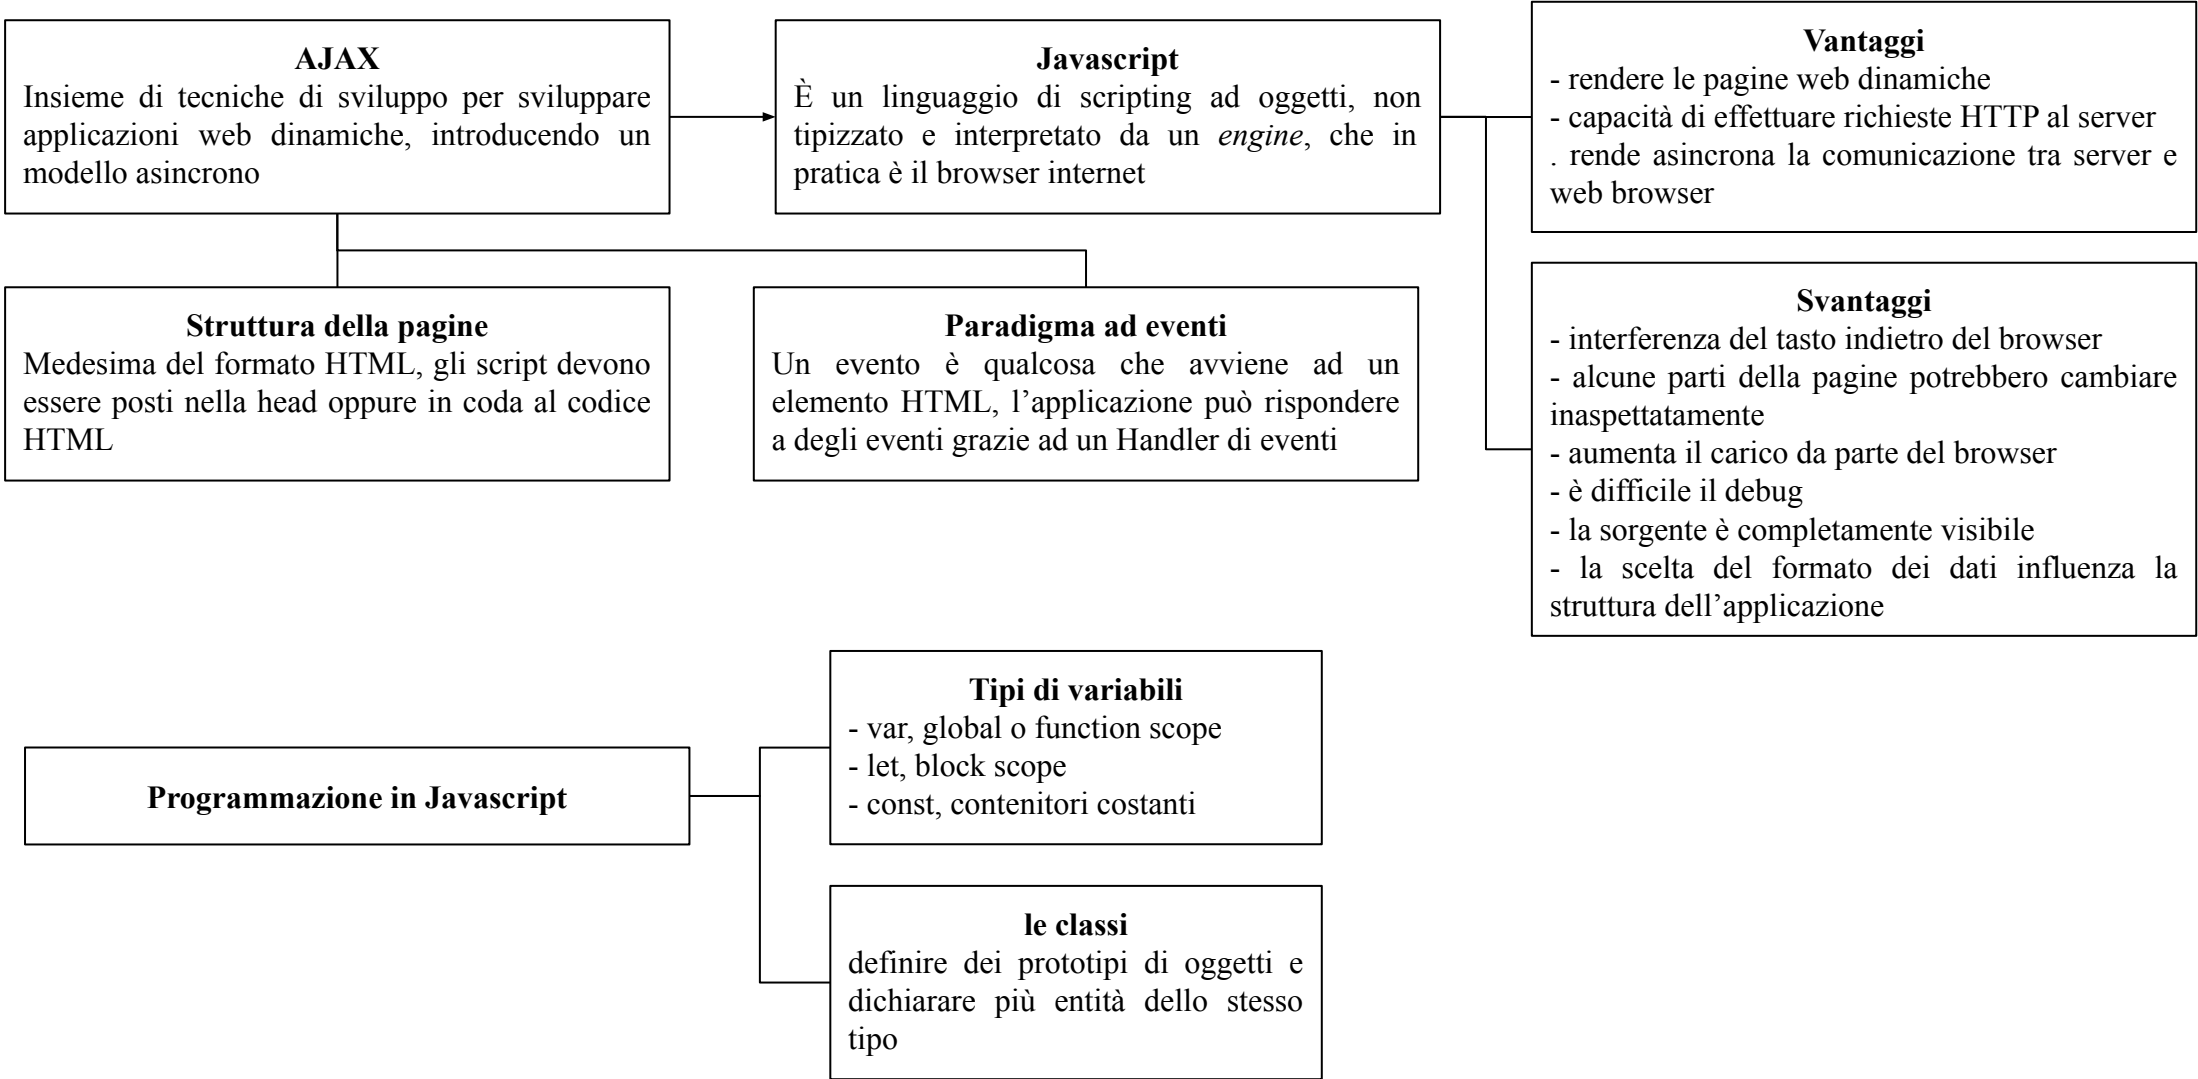 AJAX
Insieme di tecniche di sviluppo per sviluppare
applicazioni web dinamiche, introducendo un
modello asincrono
Javascript
È un linguaggio di scripting ad oggetti, non
tipizzato e interpretato da un engine, che in
pratica è il browser internet
Vantaggi
- rendere le pagine web dinamiche
- capacità di effettuare richieste HTTP al server
. rende asincrona la comunicazione tra server e
web browser
Struttura della pagine
Medesima del formato HTML, gli script devono
essere posti nella head oppure in coda al codice
HTML
Paradigma ad eventi
Un evento è qualcosa che avviene ad un
elemento HTML, l’applicazione può rispondere
a degli eventi grazie ad un Handler di eventi
Svantaggi
- interferenza del tasto indietro del browser
- alcune parti della pagine potrebbero cambiare
inaspettatamente
- aumenta il carico da parte del browser
- è difficile il debug
- la sorgente è completamente visibile
- la scelta del formato dei dati influenza la
struttura dell’applicazione
Programmazione in Javascript
Tipi di variabili
- var, global o function scope
- let, block scope
- const, contenitori costanti
le classi
definire dei prototipi di oggetti e
dichiarare più entità dello stesso
tipo